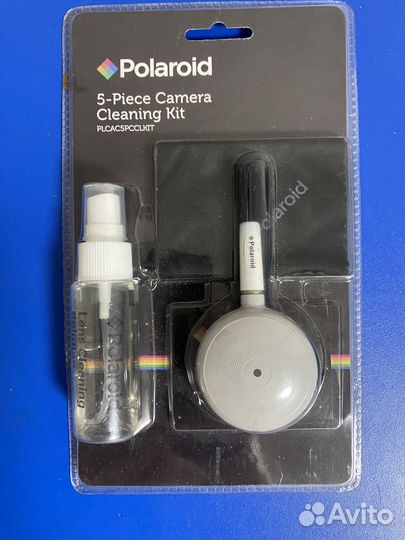 Polaroid
5-Piece Camera
Cleaning Kit
PLCAC5PCCLKIT
Polaroid
Polaroid
Polaroid
Lens Cleaning
Avito